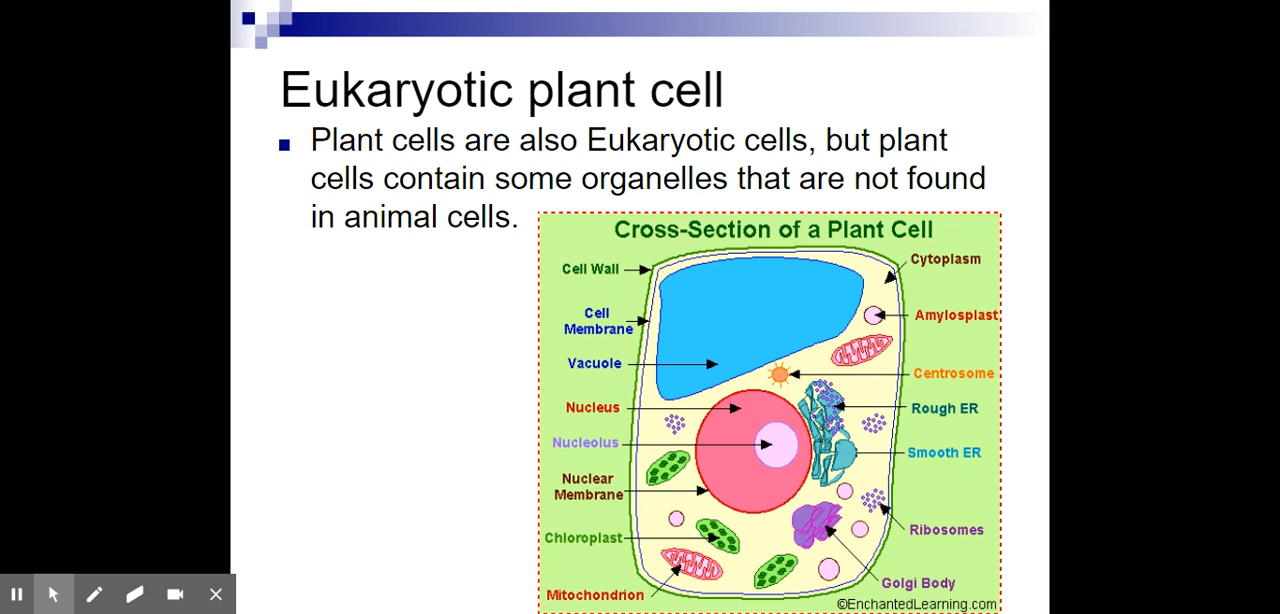 Eukaryotic plant cell
Plant cells are also Eukaryotic cells, but plant
cells contain some organelles that are not found
in animal cells.
Cross-Section of a Plant Cell
Cell Wall
Cytoplasm
Cell
Membrane
Amylosplast
Vacuole
Centrosome
Nucleus
Rough ER
Nucleolus
Smooth ER
Nuclear
Membrane
Ribosomes
Chloroplast
Golgi Body
Mitochondrion
©EnchantedLearning.com